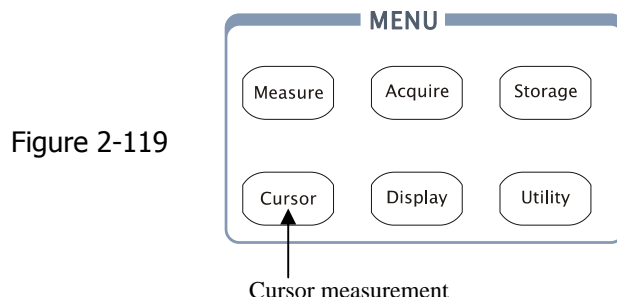 MENU
Measure Acquire Storage
Figure 2-119
Cursor Display Utility
Cursor measurement